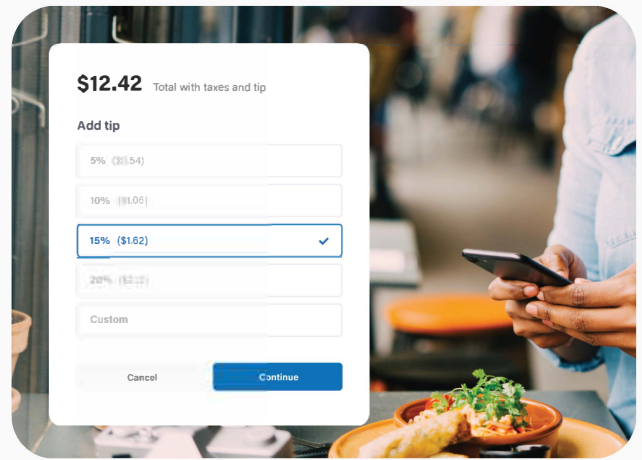 $12.42 Total with taxes and tip
Add tip
5%
10%
15% ($1.62)
20%
Custom
Cancel Continue